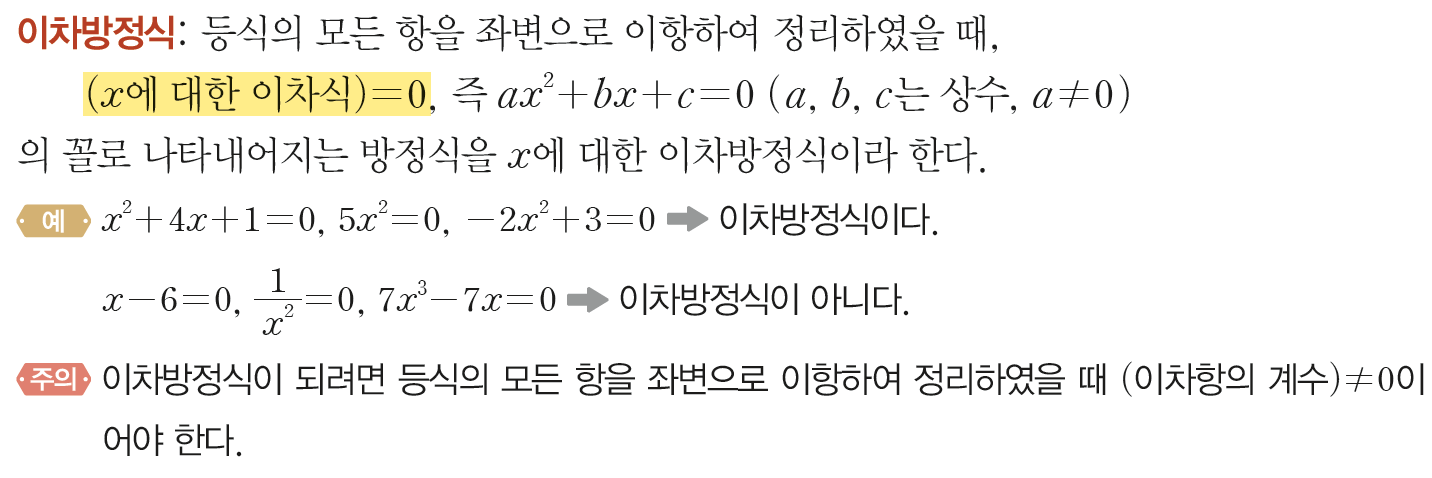 이차방정식: 등식의 모든 항을 좌변으로 이항하여 정리하였을 때,
(x에 대한 이차식)=0, 즉 ax²+bx+c=0 (a, b, c는 상수, a≠0)
의 꼴로 나타내어지는 방정식을 x에 대한 이차방정식이라 한다.
예 x²+4x+1=0, 5x²=0, −2x²+3=0 ➡ 이차방정식이다.
x−6=0, 1/x²=0, 7x³−7x=0 ➡ 이차방정식이 아니다.
주의 이차방정식이 되려면 등식의 모든 항을 좌변으로 이항하여 정리하였을 때 (이차항의 계수)≠0이
어야 한다.